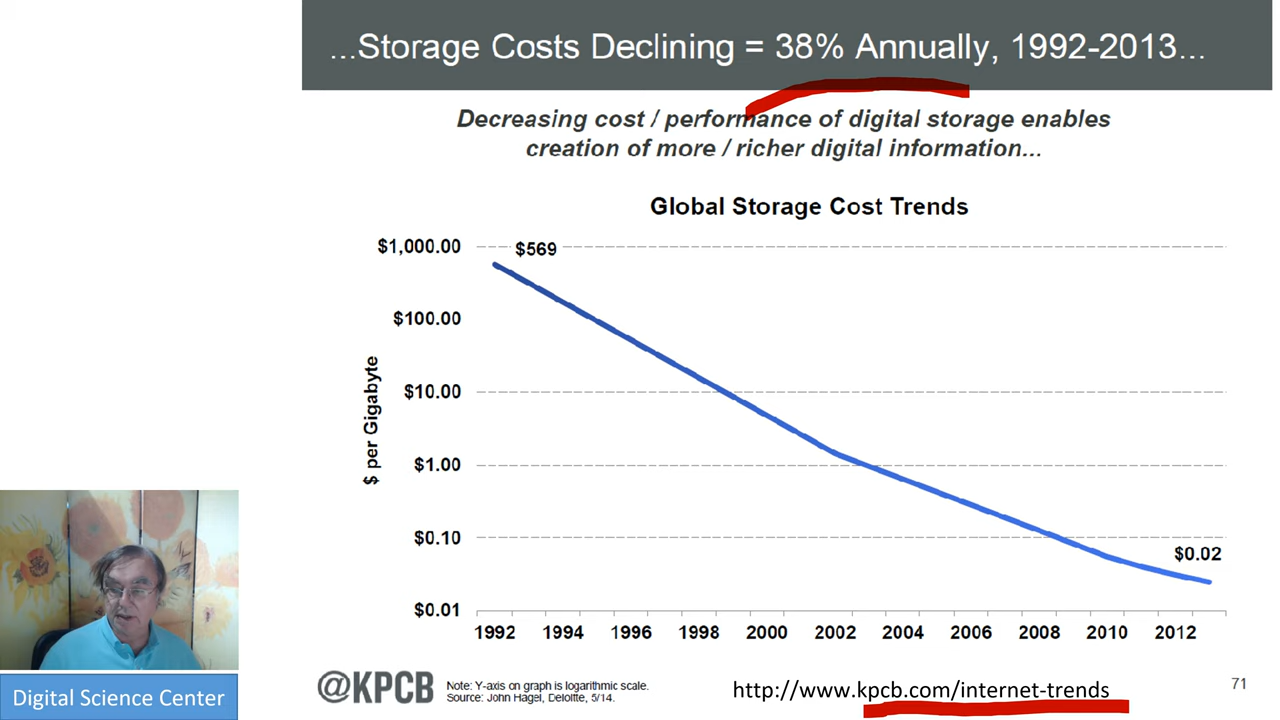 ...Storage Costs Declining = 38% Annually, 1992-2013...
Decreasing cost / performance of digital storage enables
creation of more / richer digital information...
Global Storage Cost Trends
$ per Gigabyte
$1,000.00
$100.00
$10.00
$1.00
$0.10
$0.01
$569
$0.02
1992 1994 1996 1998 2000 2002 2004 2006 2008 2010 2012
@KPCB
Note: Y-axis on graph is logarithmic scale.
Source: John Hagel, Deloitte, 5/14.
http://www.kpcb.com/internet-trends
71
Digital Science Center